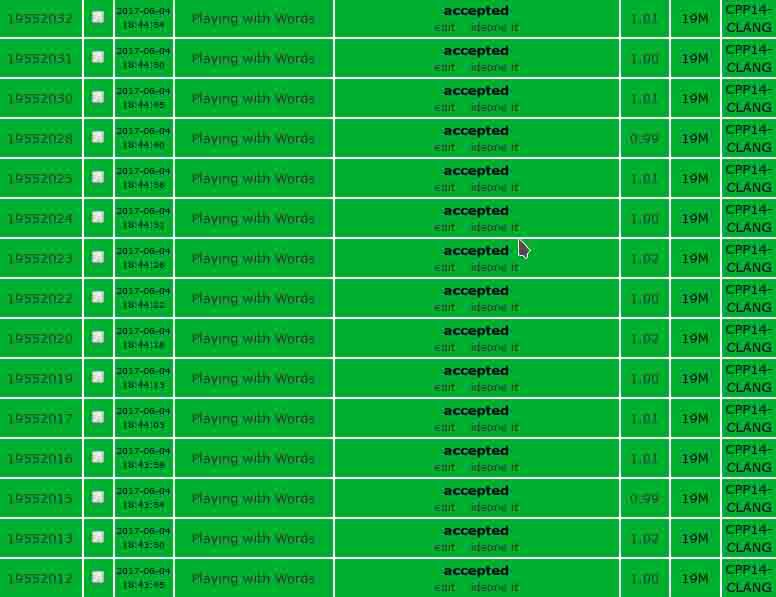 19552032 2017-06-04 Playing with Words accepted 1.01 19M CPP14-
18:44:54 edit ideone it CLANG
19552031 2017-06-04 Playing with Words accepted 1.00 19M CPP14-
18:44:50 edit ideone it CLANG
19552030 2017-06-04 Playing with Words accepted 1.01 19M CPP14-
18:44:45 edit ideone it CLANG
19552028 2017-06-04 Playing with Words accepted 0.99 19M CPP14-
18:44:40 edit ideone it CLANG
19552025 2017-06-04 Playing with Words accepted 1.01 19M CPP14-
edit ideone it CLANG
19552024 2017-06-04 Playing with Words accepted 1.00 19M CPP14-
edit ideone it CLANG
19552023 2017-06-04 Playing with Words accepted 1.02 19M CPP14-
18:44:26 edit ideone it CLANG
19552022 2017-06-04 Playing with Words accepted 1.00 19M CPP14-
18:44:22 edit ideone it CLANG
19552020 2017-06-04 Playing with Words accepted 1.02 19M CPP14-
18:44:18 edit ideone it CLANG
19552019 2017-06-04 Playing with Words accepted 1.00 19M CPP14-
18:44:13 edit ideone it CLANG
19552017 2017-06-04 Playing with Words accepted 1.01 19M CPP14-
18:44:03 edit ideone it CLANG
19552016 2017-06-04 Playing with Words accepted 1.01 19M CPP14-
18:43:58 edit ideone it CLANG
19552015 2017-06-04 Playing with Words accepted 0.99 19M CPP14-
18:43:54 edit ideone it CLANG
19552013 2017-06-04 Playing with Words accepted 1.02 19M CPP14-
18:43:50 edit ideone it CLANG
19552012 2017-06-04 Playing with Words accepted 1.00 19M CPP14-
18:43:45 edit ideone it CLANG